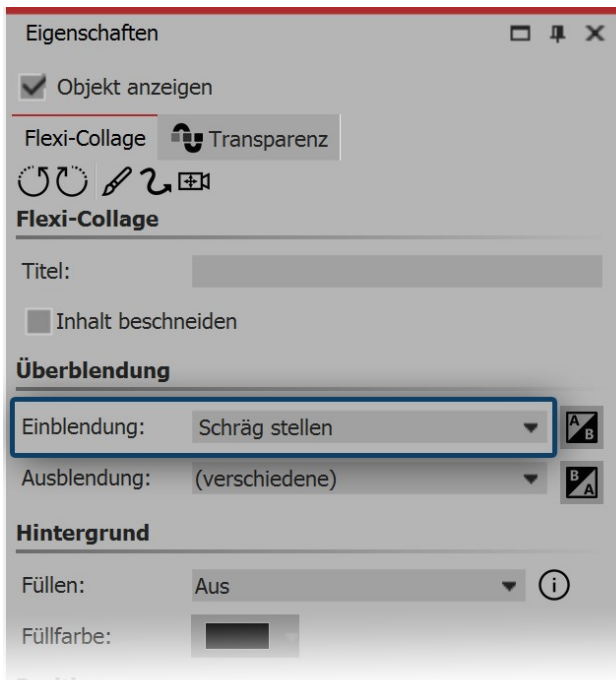 Eigenschaften
Objekt anzeigen
Flexi-Collage Transparenz
Flexi-Collage
Titel:
Inhalt beschneiden
Überblendung
Einblendung: Schräg stellen A B
Ausblendung: (verschiedene) B A
Hintergrund
Füllen: Aus
Füllfarbe: